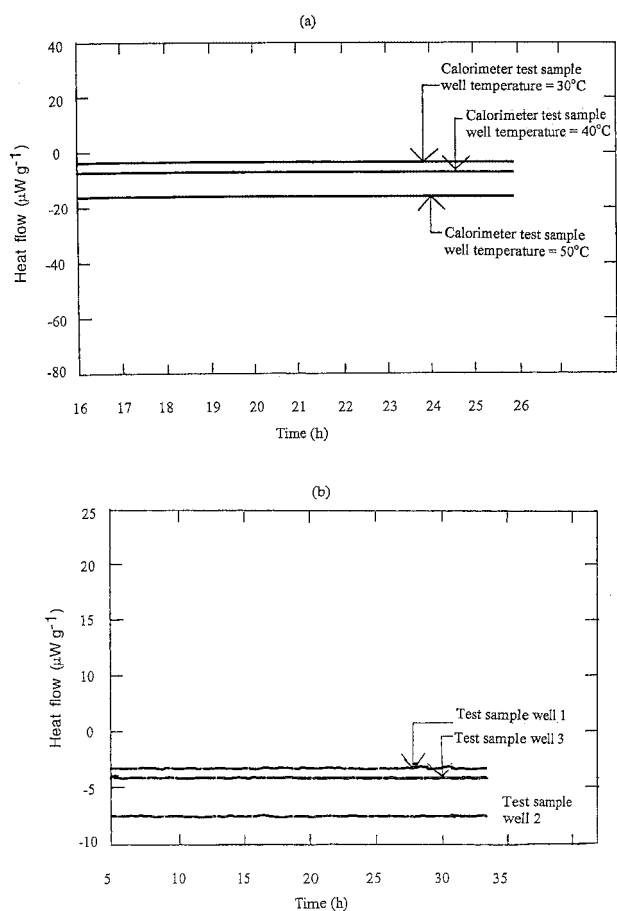 (a)
40
20
0
-20
-40
-60
-80
Heat flow (µW g⁻¹)
Calorimeter test sample
well temperature = 30°C
Calorimeter test sample
well temperature = 40°C
Calorimeter test sample
well temperature = 50°C
16 17 18 19 20 21 22 23 24 25 26
Time (h)
(b)
25
20
15
10
0
-5
-10
Heat flow (µW g⁻¹)
Test sample well 1
Test sample well 3
Test sample
well 2
5 10 15 20 25 30 35
Time (h)